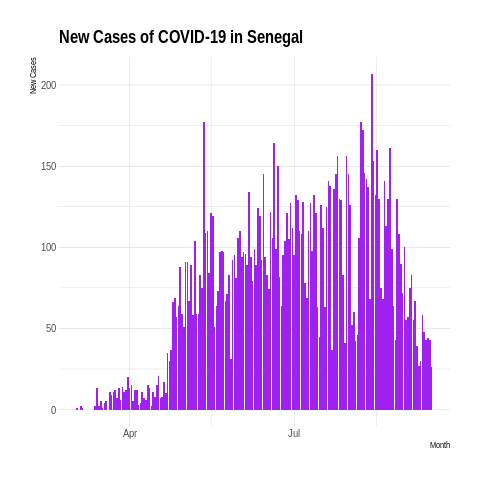 New Cases of COVID-19 in Senegal
New Cases
200
150
100
50
0
Apr
Jul
Month